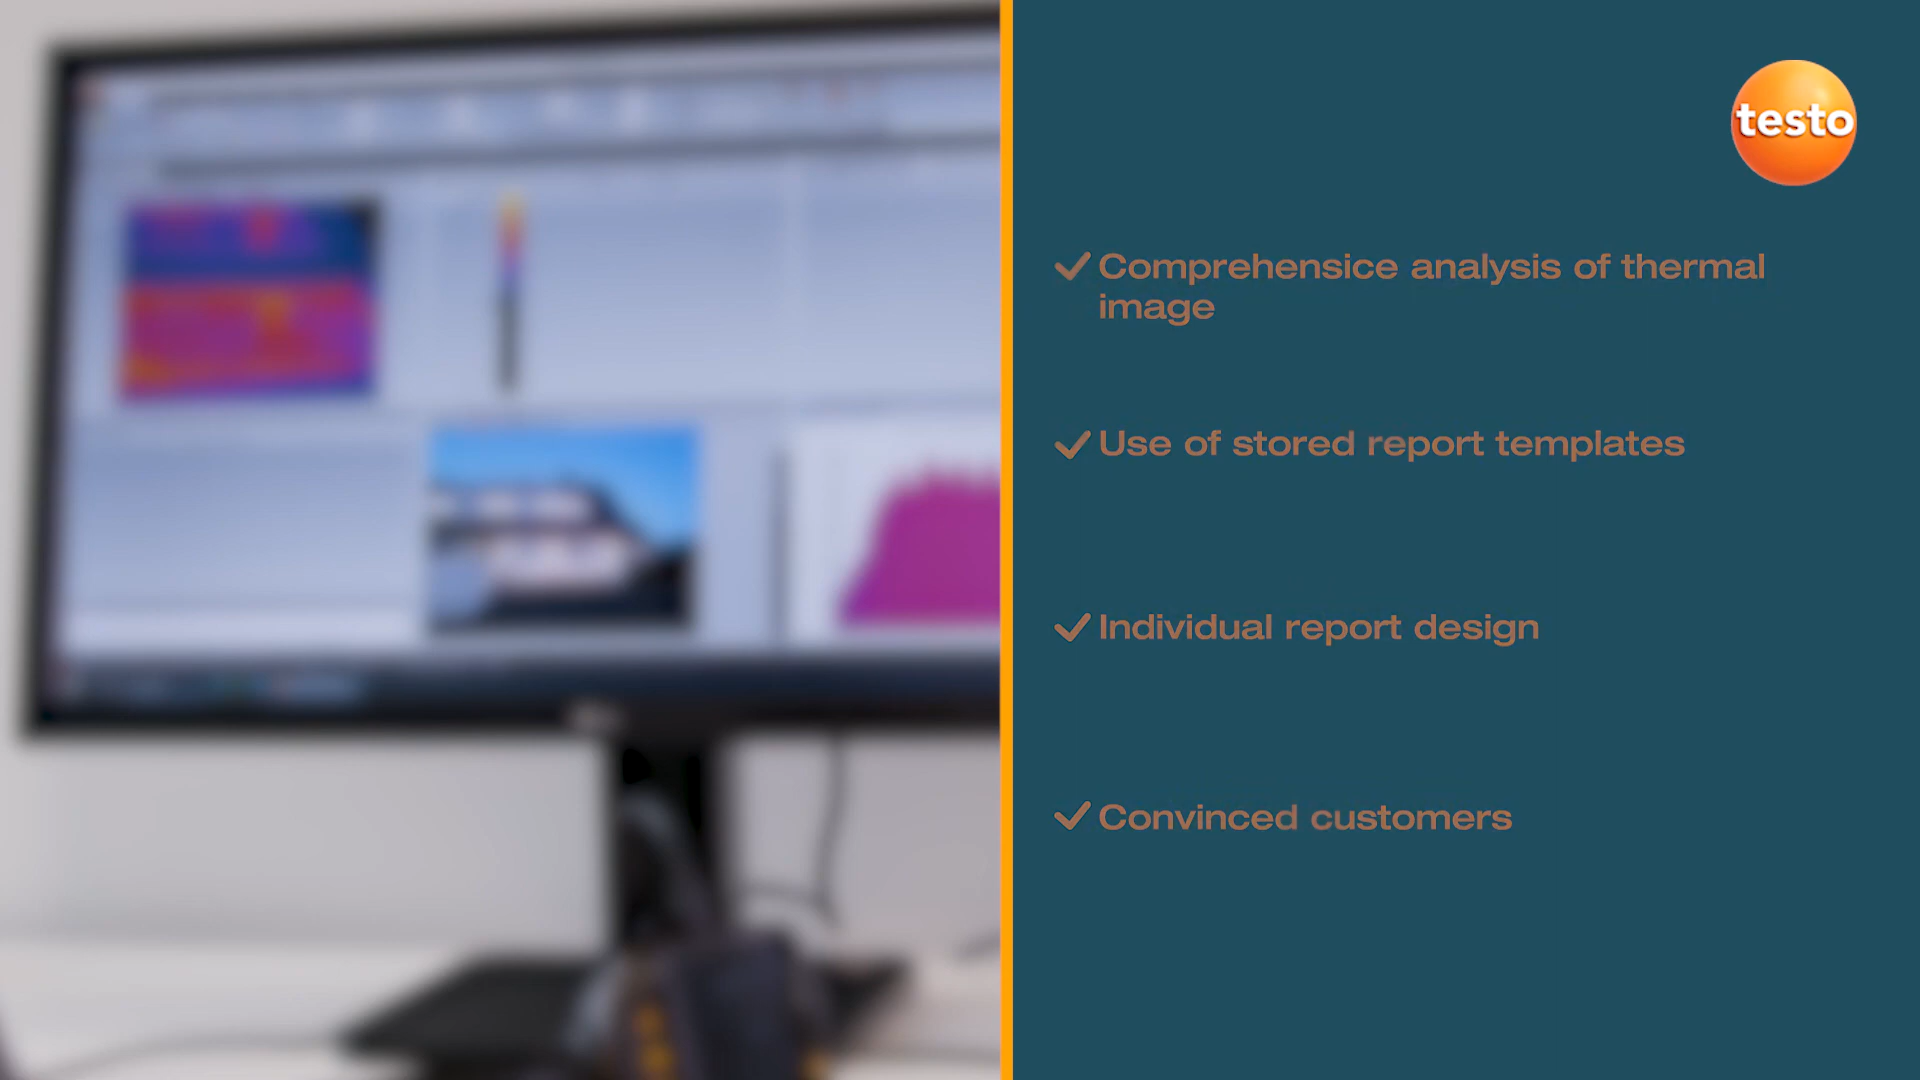 testo
Comprehensice analysis of thermal
image
Use of stored report templates
Individual report design
Convinced customers